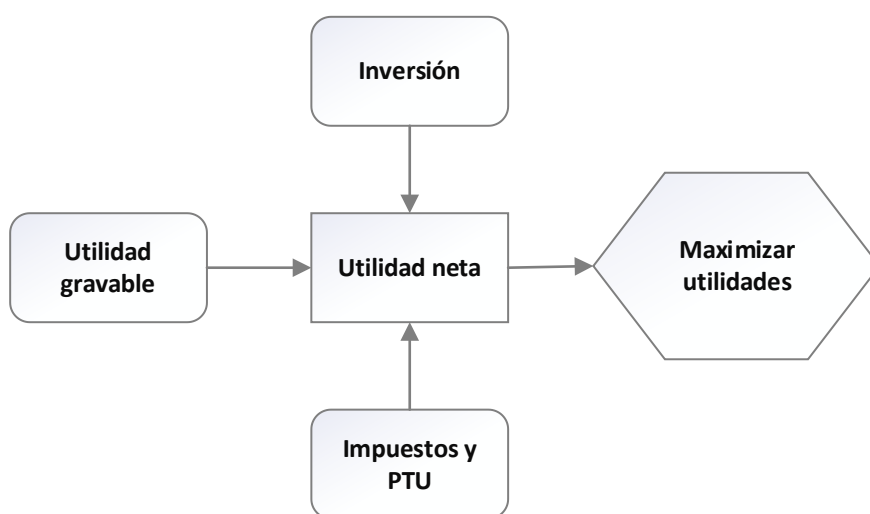 Inversión
Utilidad
gravable
Utilidad neta
Maximizar
utilidades
Impuestos y
PTU